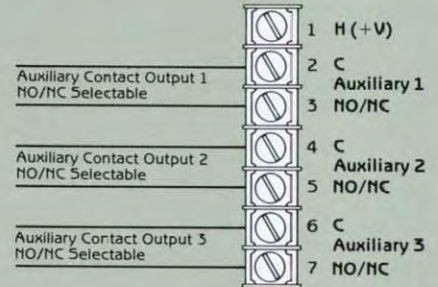 1 H (+V)
Auxiliary Contact Output 1
NO/NC Selectable
2 C
Auxiliary 1
3 NO/NC
Auxiliary Contact Output 2
NO/NC Selectable
4 C
Auxiliary 2
5 NO/NC
Auxiliary Contact Output 3
NO/NC Selectable
6 C
Auxiliary 3
7 NO/NC